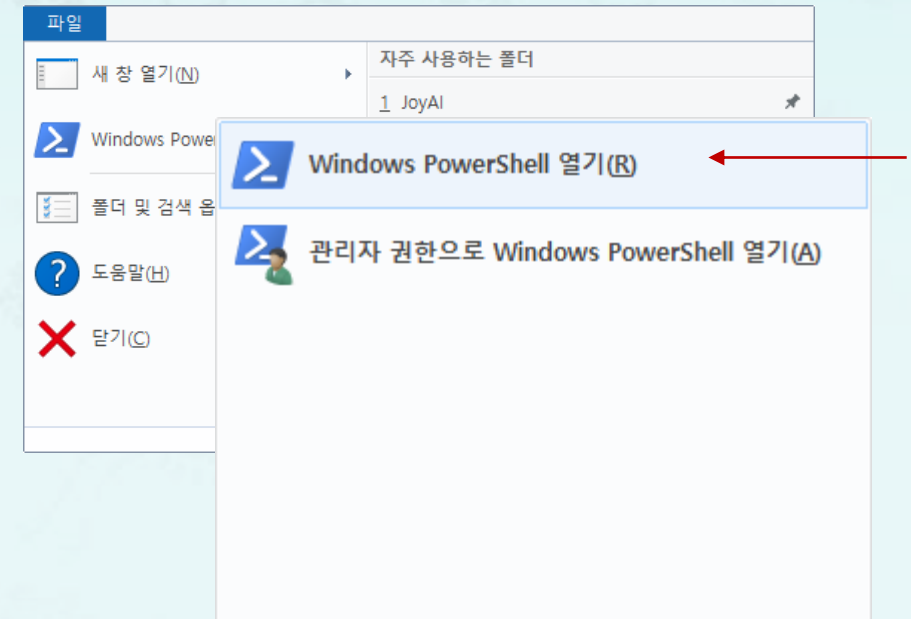 파일
새 창 열기(N)
자주 사용하는 폴더
1 JoyAI
Windows Power
Windows PowerShell 열기(R)
폴더 및 검색 옵
관리자 권한으로 Windows PowerShell 열기(A)
도움말(H)
닫기(C)